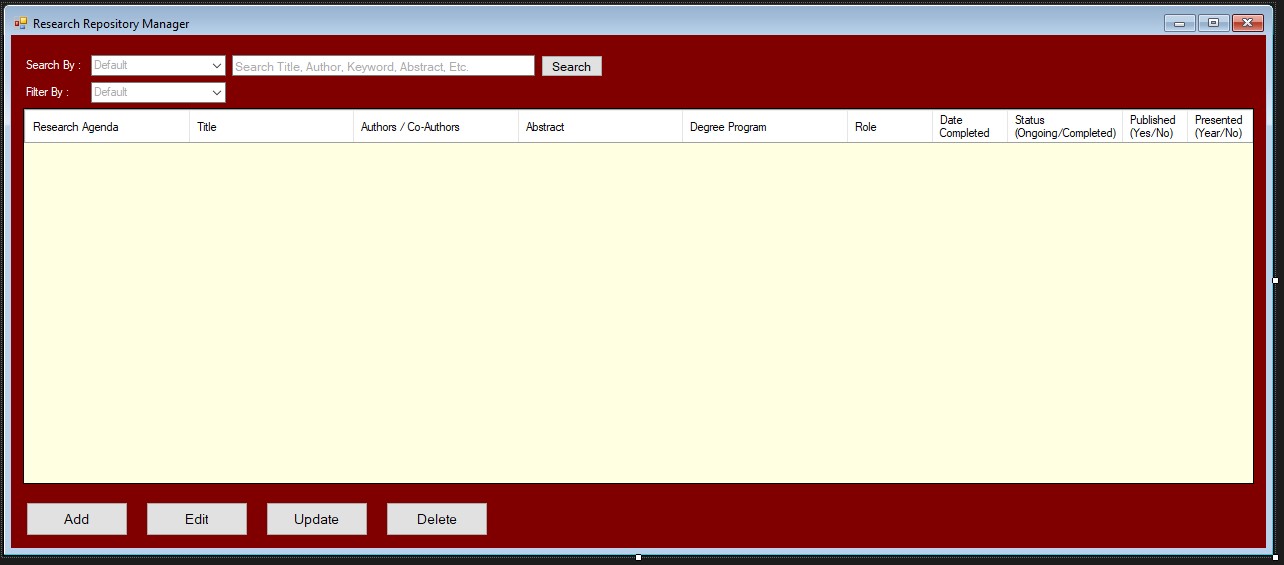 Research Repository Manager
Search By : Default Search Title, Author, Keyword, Abstract, Etc. Search
Filter By : Default
Research Agenda Title Authors / Co-Authors Abstract Degree Program Role Date Completed Status (Ongoing/Completed) Published (Yes/No) Presented (Year/No)
Add Edit Update Delete